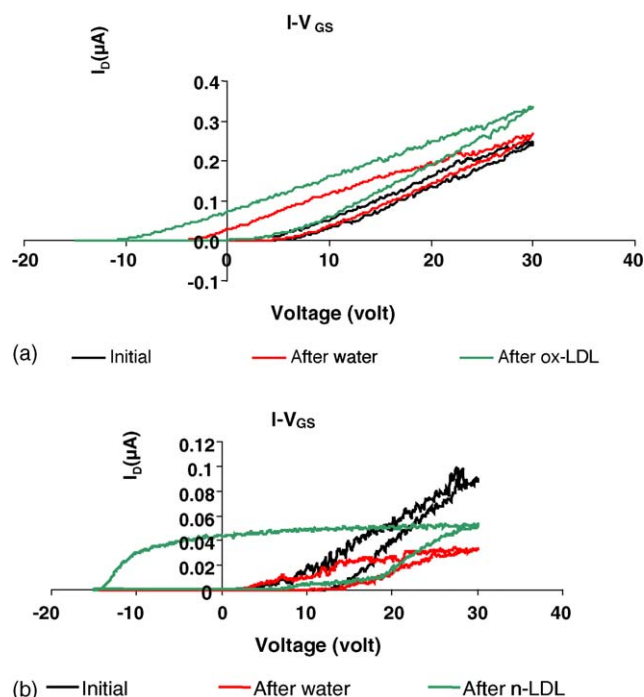 I-V GS
I_D(µA)
0.4
0.3
0.2
0.1
0.0
-0.1
-20 -10 0 10 20 30 40
Voltage (volt)
(a) Initial After water After ox-LDL
I-V GS
I_D(µA)
0.12
0.1
0.08
0.06
0.04
0.02
0
-20 -10 0 10 20 30 40
Voltage (volt)
(b) Initial After water After n-LDL